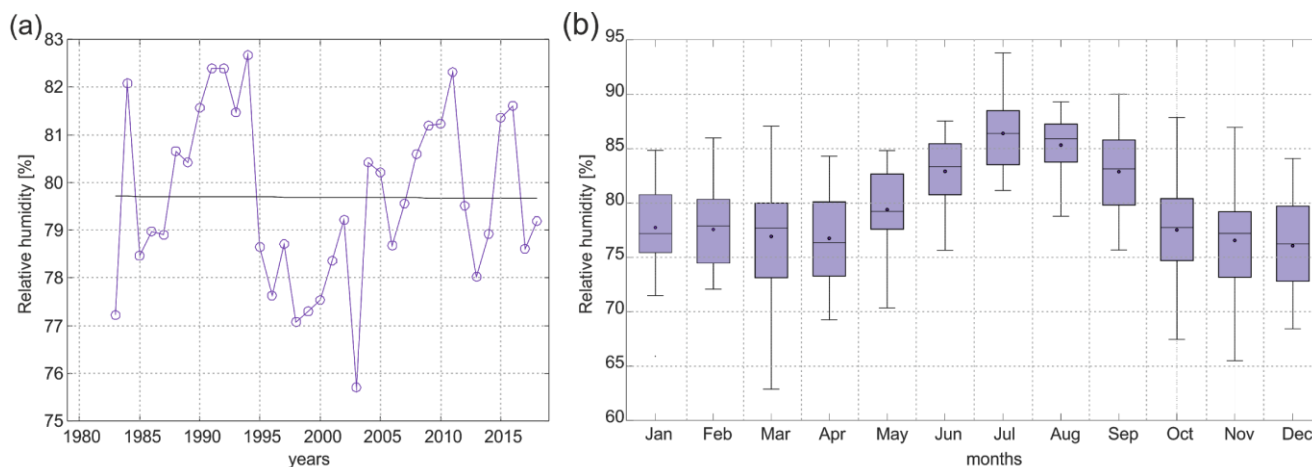 (a)
Relative humidity [%]
83
82
81
80
79
78
77
76
75
1980 1985 1990 1995 2000 2005 2010 2015
years
(b)
Relative humidity [%]
95
90
85
80
75
70
65
60
Jan Feb Mar Apr May Jun Jul Aug Sep Oct Nov Dec
months